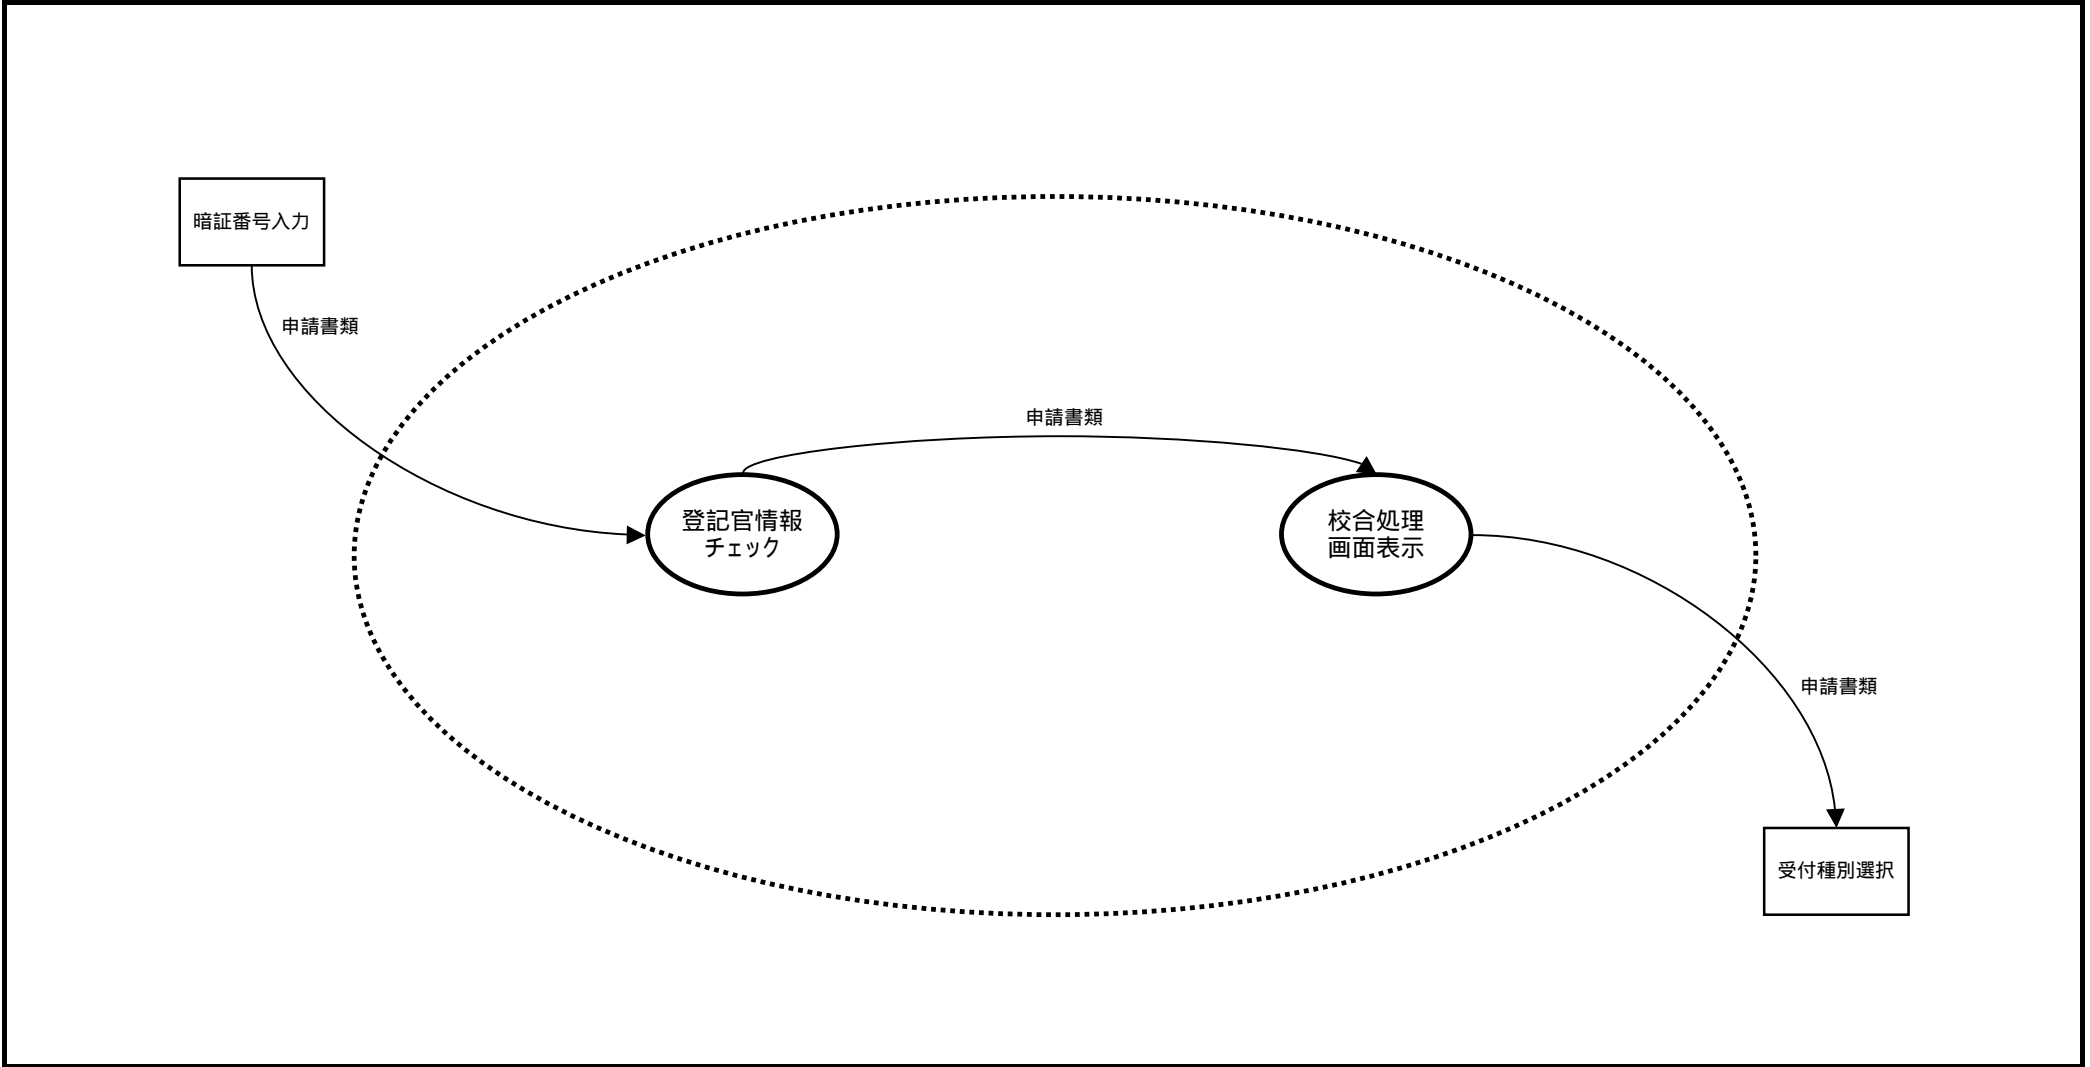 暗証番号入力
申請書類
申請書類
登記官情報
チェック
校合処理
画面表示
申請書類
受付種別選択